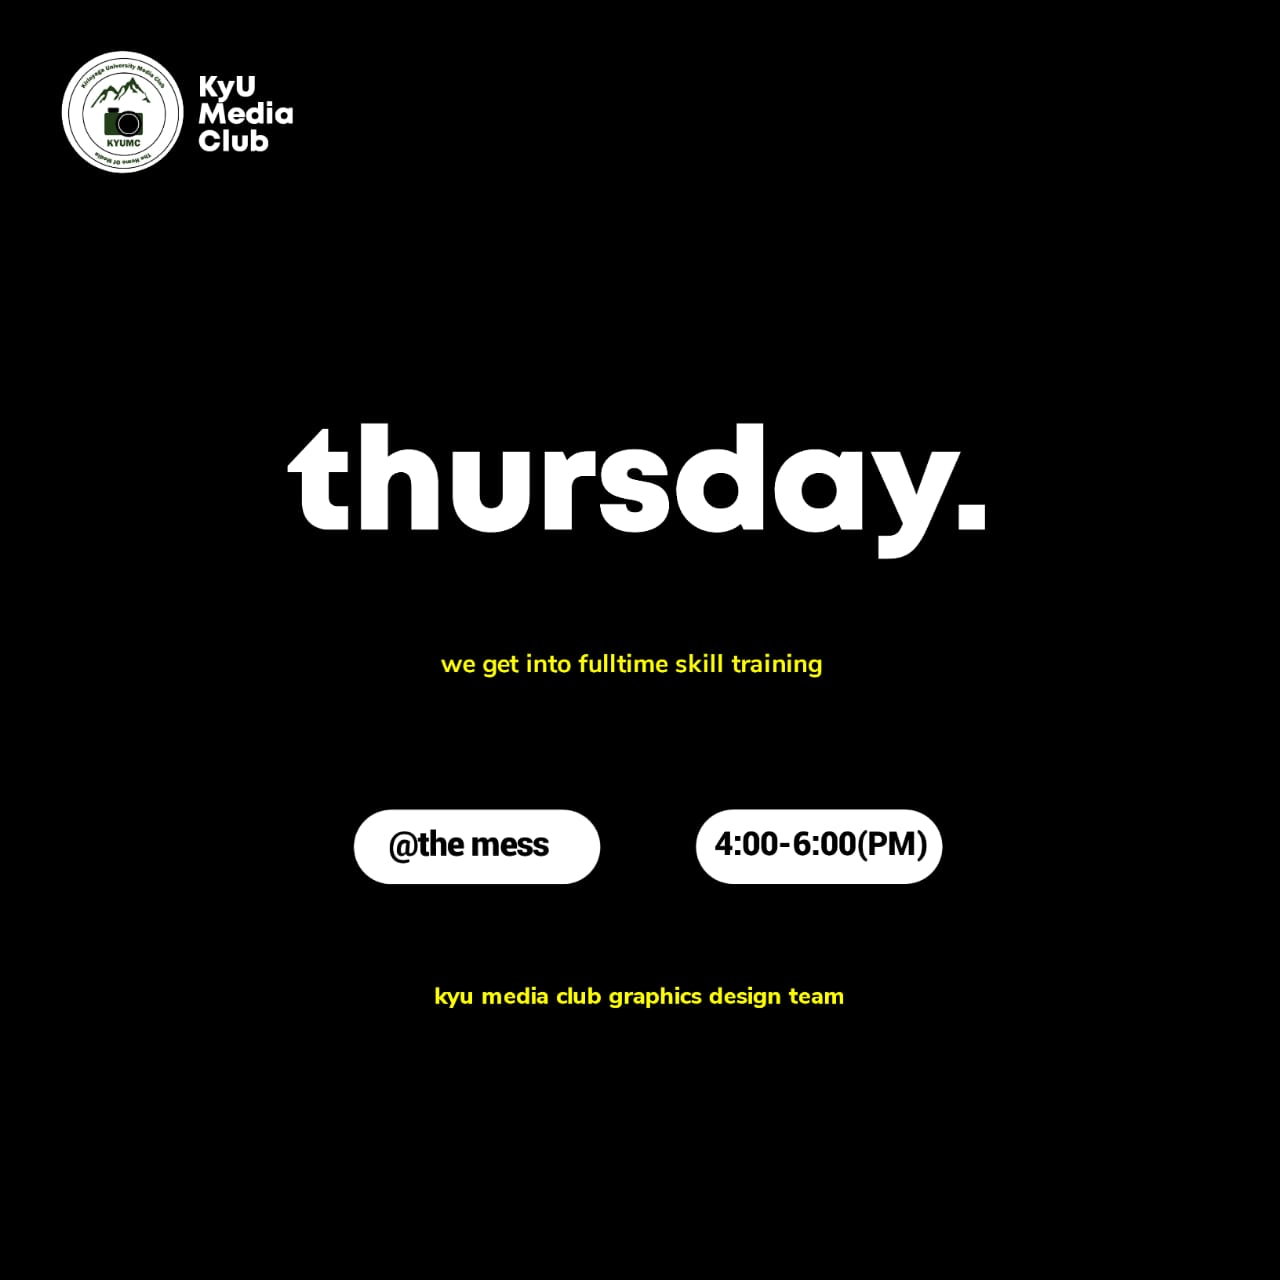 Kirinyaga University Media Club
KYUMC
The Home Of Media
KyU
Media
Club
thursday.
we get into fulltime skill training
@the mess
4:00-6:00(PM)
kyu media club graphics design team